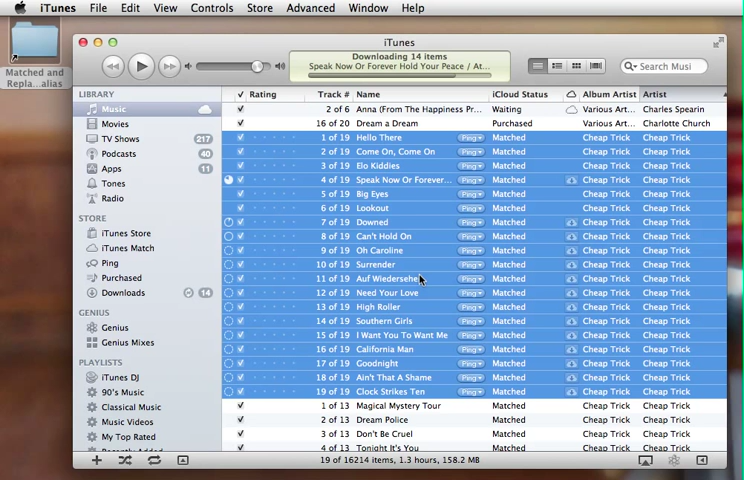 iTunes File Edit View Controls Store Advanced Window Help
iTunes
Downloading 14 items
Speak Now Or Forever Hold Your Peace / At...
Search Musi
Matched and
Repla...alias
LIBRARY
Music
Movies
TV Shows 217
Podcasts 40
Apps 11
Tones
Radio
STORE
iTunes Store
iTunes Match
Ping
Purchased
Downloads 14
GENIUS
Genius
Genius Mixes
PLAYLISTS
iTunes DJ
90's Music
Classical Music
Music Videos
My Top Rated
Recently Added
Rating Track # Name iCloud Status Album Artist Artist
2 of 6 Anna (From The Happiness Pr... Waiting Various Art... Charles Spearin
16 of 20 Dream a Dream Purchased Various Art... Charlotte Church
1 of 19 Hello There Ping Matched Cheap Trick Cheap Trick
2 of 19 Come On, Come On Ping Matched Cheap Trick Cheap Trick
3 of 19 Elo Kiddies Ping Matched Cheap Trick Cheap Trick
4 of 19 Speak Now Or Forever... Ping Matched Cheap Trick Cheap Trick
5 of 19 Big Eyes Ping Matched Cheap Trick Cheap Trick
6 of 19 Lookout Ping Matched Cheap Trick Cheap Trick
7 of 19 Downed Ping Matched Cheap Trick Cheap Trick
8 of 19 Can't Hold On Ping Matched Cheap Trick Cheap Trick
9 of 19 Oh Caroline Ping Matched Cheap Trick Cheap Trick
10 of 19 Surrender Ping Matched Cheap Trick Cheap Trick
11 of 19 Auf Wiedersehe Ping Matched Cheap Trick Cheap Trick
12 of 19 Need Your Love Ping Matched Cheap Trick Cheap Trick
13 of 19 High Roller Ping Matched Cheap Trick Cheap Trick
14 of 19 Southern Girls Ping Matched Cheap Trick Cheap Trick
15 of 19 I Want You To Want Me Ping Matched Cheap Trick Cheap Trick
16 of 19 California Man Ping Matched Cheap Trick Cheap Trick
17 of 19 Goodnight Ping Matched Cheap Trick Cheap Trick
18 of 19 Ain't That A Shame Ping Matched Cheap Trick Cheap Trick
19 of 19 Clock Strikes Ten Ping Matched Cheap Trick Cheap Trick
1 of 13 Magical Mystery Tour Matched Cheap Trick Cheap Trick
2 of 13 Dream Police Matched Cheap Trick Cheap Trick
3 of 13 Don't Be Cruel Matched Cheap Trick Cheap Trick
4 of 13 Tonight It's You Matched Cheap Trick Cheap Trick
19 of 16214 items, 1.3 hours, 158.2 MB